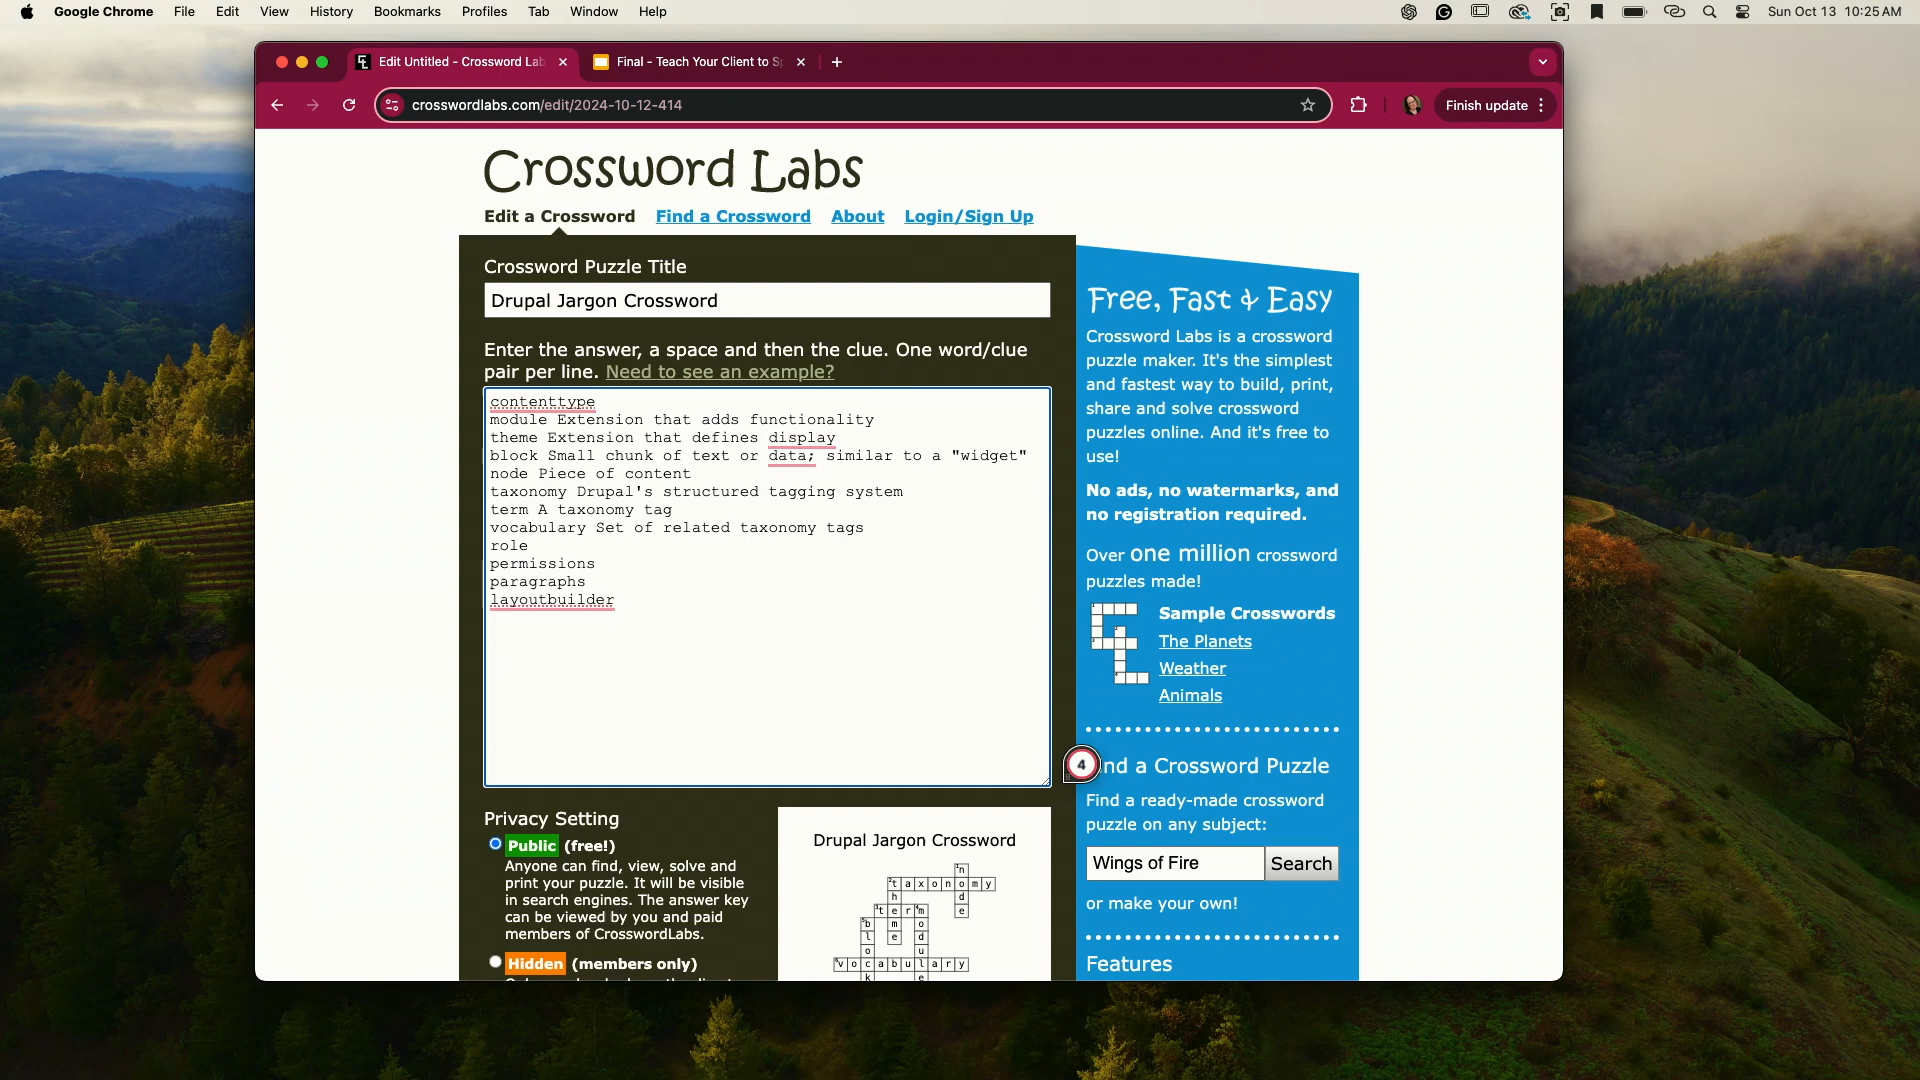 Google Chrome File Edit View History Bookmarks Profiles Tab Window Help Sun Oct 13 10:25 AM
Edit Untitled - Crossword Lab Final - Teach Your Client to Sp
crosswordlabs.com/edit/2024-10-12-414 Finish update
Crossword Labs
Edit a Crossword Find a Crossword About Login/Sign Up
Crossword Puzzle Title
Drupal Jargon Crossword
Enter the answer, a space and then the clue. One word/clue
pair per line. Need to see an example?
contenttype
module Extension that adds functionality
theme Extension that defines display
block Small chunk of text or data; similar to a "widget"
node Piece of content
taxonomy Drupal's structured tagging system
term A taxonomy tag
vocabulary Set of related taxonomy tags
role
permissions
paragraphs
layoutbuilder
Privacy Setting
Public (free!)
Anyone can find, view, solve and
print your puzzle. It will be visible
in search engines. The answer key
can be viewed by you and paid
members of CrosswordLabs.
Hidden (members only)
Drupal Jargon Crossword
node
taxonomy
theme
term
module
block
vocabulary
Free, Fast & Easy
Crossword Labs is a crossword
puzzle maker. It's the simplest
and fastest way to build, print,
share and solve crossword
puzzles online. And it's free to
use!
No ads, no watermarks, and
no registration required.
Over one million crossword
puzzles made!
Sample Crosswords
The Planets
Weather
Animals
4
nd a Crossword Puzzle
Find a ready-made crossword
puzzle on any subject:
Wings of Fire Search
or make your own!
Features